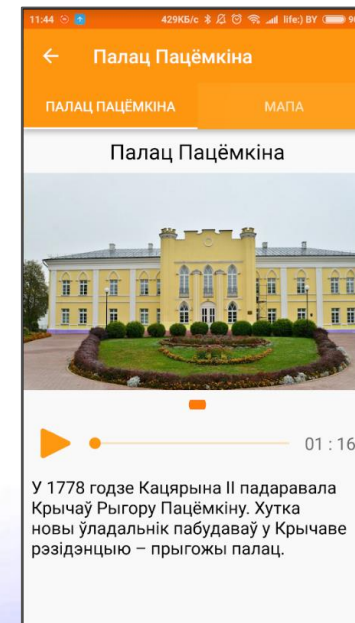 11:44
429КБ/с life:) BY
Палац Пацёмкіна
ПАЛАЦ ПАЦЁМКІНА МАПА
Палац Пацёмкіна
01 : 16
У 1778 годзе Кацярына II падаравала
Крычаў Рыгору Пацёмкіну. Хутка
новы ўладальнік пабудаваў у Крычаве
рэзідэнцыю – прыгожы палац.